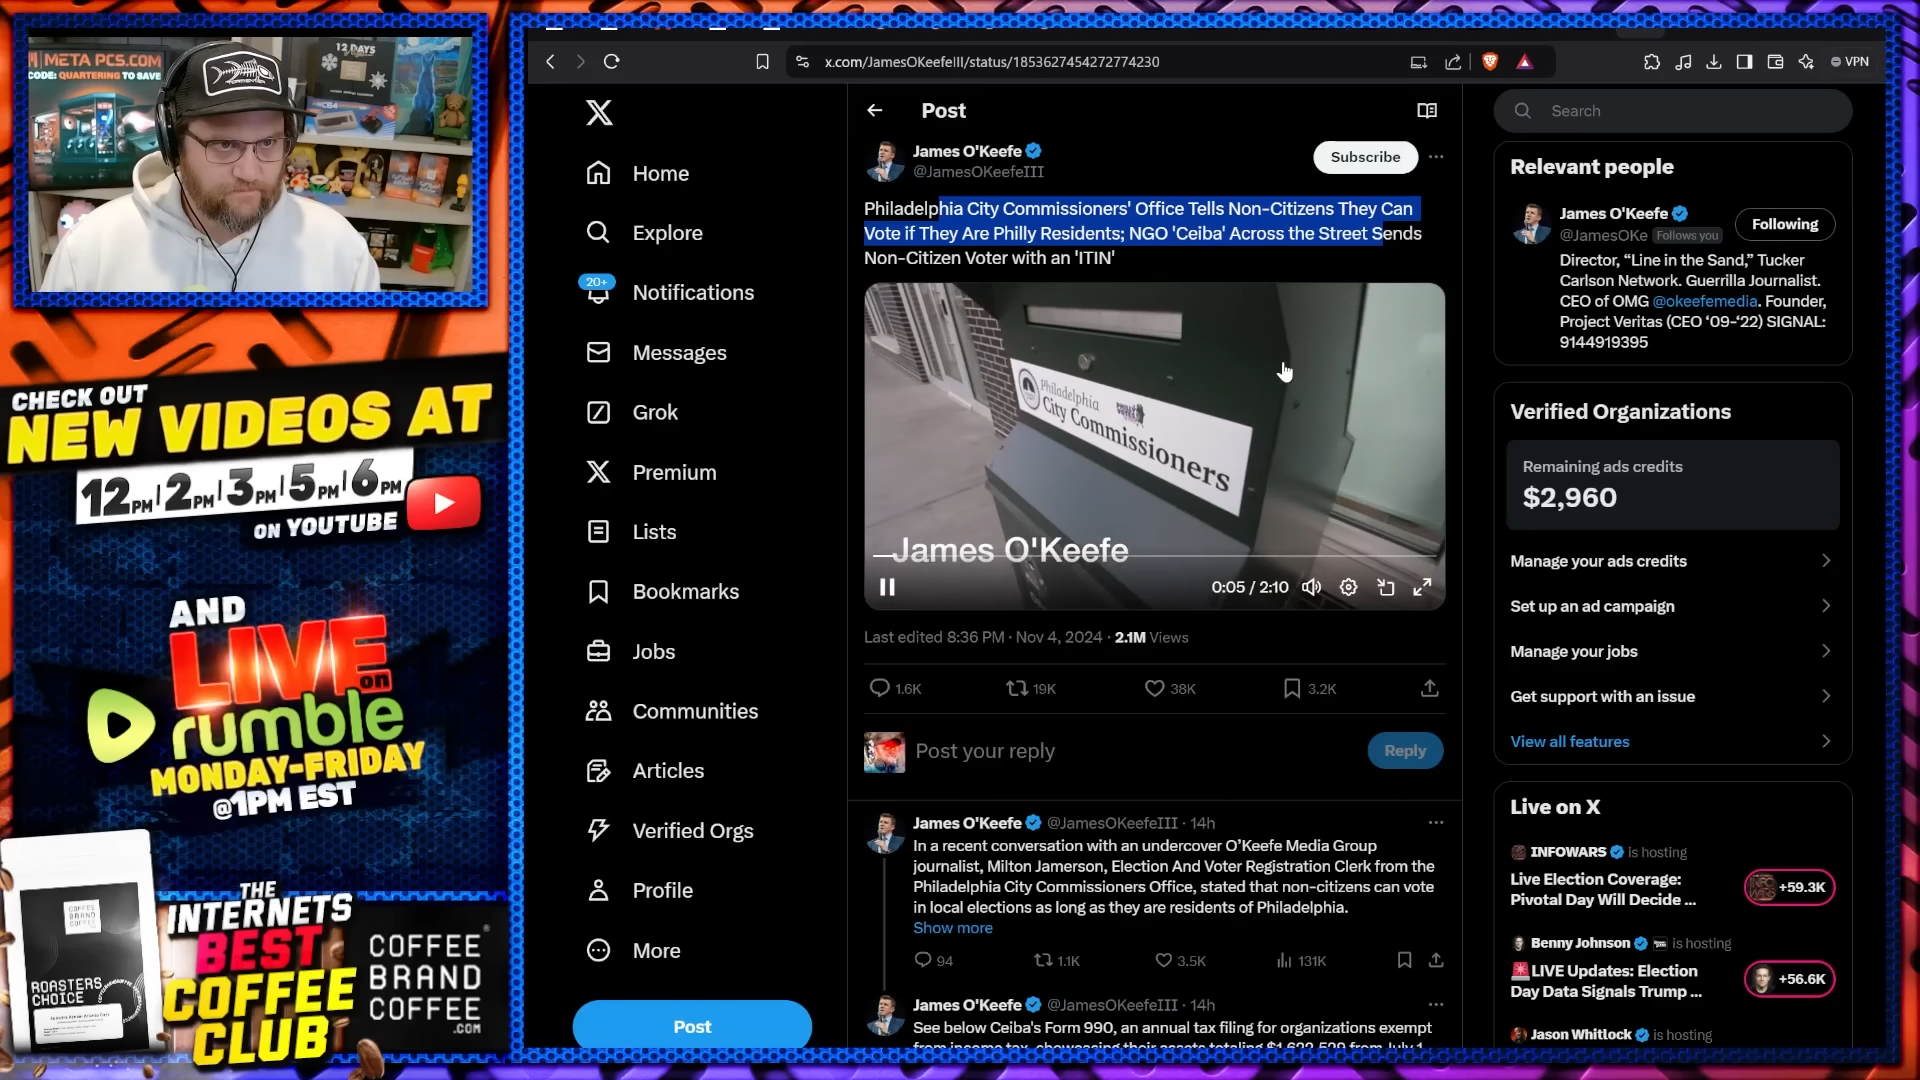 META PCS.COM
CODE: QUARTERING TO SAVE
12 DAYS
CHECK OUT
NEW VIDEOS AT
12PM | 2PM | 3PM | 5PM | 6PM
ON YOUTUBE
AND
LIVE on
rumble
MONDAY-FRIDAY
@1PM EST
THE
INTERNETS
BEST
COFFEE
CLUB
COFFEE
BRAND
COFFEE
.COM
COFFEE
BRAND
COFFEE
ROASTERS
CHOICE
x.com/JamesOKeefeIII/status/1853627454272774230
VPN
Home
Explore
20+
Notifications
Messages
Grok
Premium
Lists
Bookmarks
Jobs
Communities
Articles
Verified Orgs
Profile
More
Post
Post
James O'Keefe
@JamesOKeefeIII
Subscribe
Philadelphia City Commissioners' Office Tells Non-Citizens They Can
Vote if They Are Philly Residents; NGO 'Ceiba' Across the Street Sends
Non-Citizen Voter with an 'ITIN'
Philadelphia
City Commissioners
James O'Keefe
0:05 / 2:10
Last edited 8:36 PM · Nov 4, 2024 · 2.1M Views
1.6K 19K 38K 3.2K
Post your reply
Reply
James O'Keefe @JamesOKeefeIII · 14h
In a recent conversation with an undercover O'Keefe Media Group
journalist, Milton Jamerson, Election And Voter Registration Clerk from the
Philadelphia City Commissioners Office, stated that non-citizens can vote
in local elections as long as they are residents of Philadelphia.
Show more
94 1.1K 3.5K 131K
James O'Keefe @JamesOKeefeIII · 14h
See below Ceiba's Form 990, an annual tax filing for organizations exempt
from income tax, showcasing their assets totaling $1,622,529 from July 1
Search
Relevant people
James O'Keefe
@JamesOKe Follows you
Following
Director, “Line in the Sand,” Tucker
Carlson Network. Guerrilla Journalist.
CEO of OMG @okeefemedia. Founder,
Project Veritas (CEO ‘09-‘22) SIGNAL:
9144919395
Verified Organizations
Remaining ads credits
$2,960
Manage your ads credits
Set up an ad campaign
Manage your jobs
Get support with an issue
View all features
Live on X
INFOWARS is hosting
Live Election Coverage:
Pivotal Day Will Decide ...
+59.3K
Benny Johnson is hosting
🚨LIVE Updates: Election
Day Data Signals Trump ...
+56.6K
Jason Whitlock is hosting